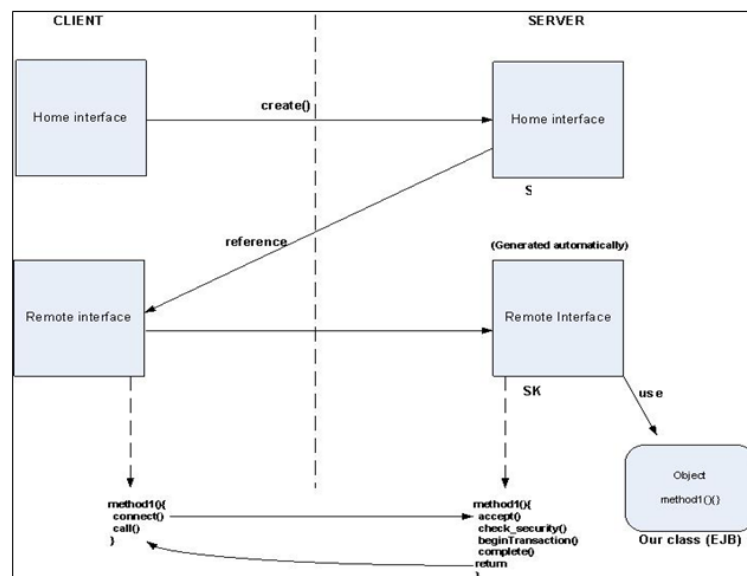 CLIENT
SERVER
Home interface
create()
Home interface
S
reference
(Generated automatically)
Remote interface
Remote Interface
SK
use
Object
method1(){}
Our class (EJB)
method1(){
connect()
call()
}
method1(){
accept()
check_security()
beginTransaction()
complete()
return
}